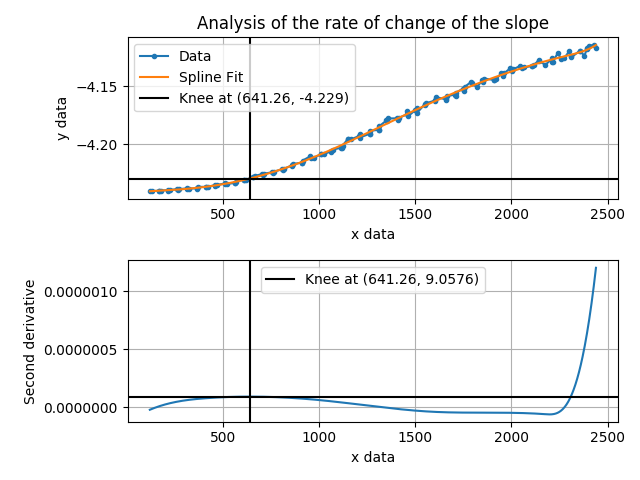 Analysis of the rate of change of the slope
Data
Spline Fit
Knee at (641.26, -4.229)
y data
−4.15
−4.20
500
1000
1500
2000
2500
x data
Knee at (641.26, 9.0576)
Second derivative
0.0000010
0.0000005
0.0000000
500
1000
1500
2000
2500
x data